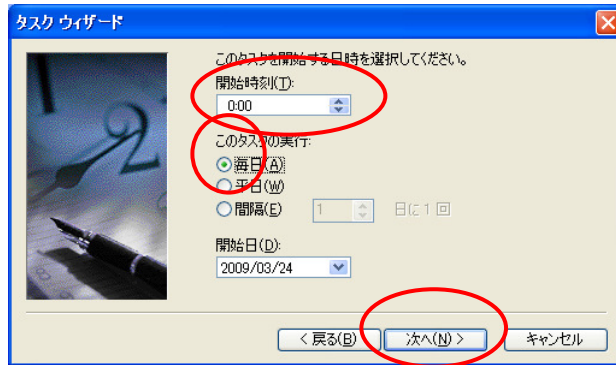 タスク ウィザード
このタスクを開始する日時を選択してください。
開始時刻(T):
0:00
このタスクの実行:
毎日(A)
平日(W)
間隔(E) 1 日に 1 回
開始日(D):
2009/03/24
< 戻る(B) 次へ(N) > キャンセル